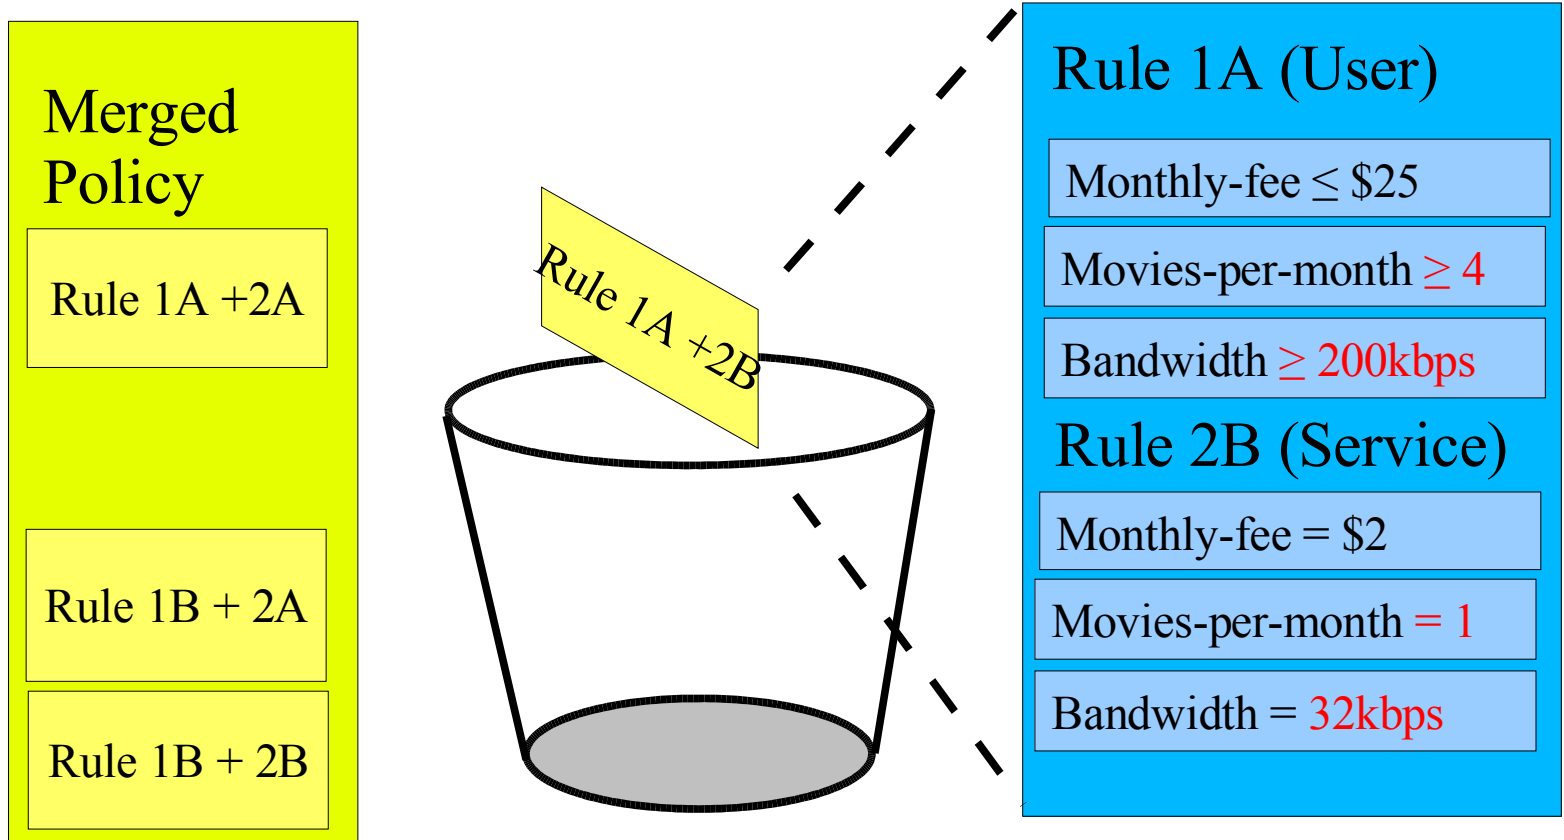 Merged
Policy
Rule 1A +2A
Rule 1B + 2A
Rule 1B + 2B
Rule 1A +2B
Rule 1A (User)
Monthly-fee ≤ $25
Movies-per-month ≥ 4
Bandwidth ≥ 200kbps
Rule 2B (Service)
Monthly-fee = $2
Movies-per-month = 1
Bandwidth = 32kbps